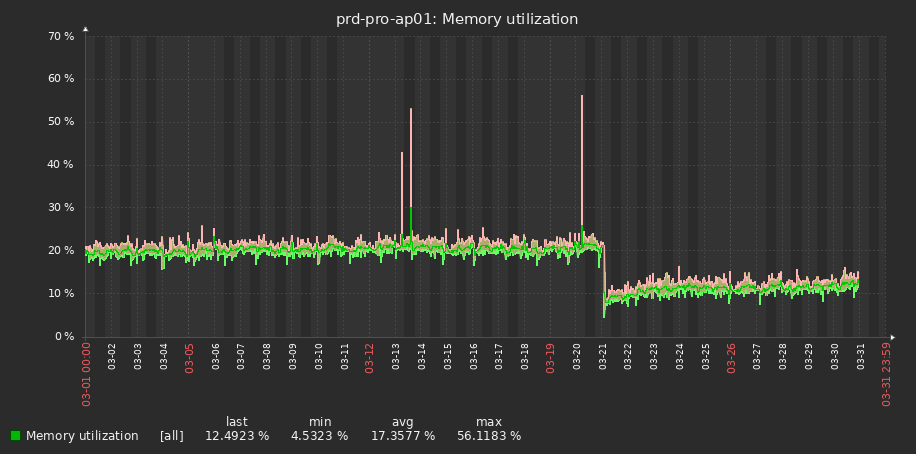 prd-pro-ap01: Memory utilization
70 %
60 %
50 %
40 %
30 %
20 %
10 %
0 %
03-01 00:00 03-02 03-03 03-04 03-05 03-06 03-07 03-08 03-09 03-10 03-11 03-12 03-13 03-14 03-15 03-16 03-17 03-18 03-19 03-20 03-21 03-22 03-23 03-24 03-25 03-26 03-27 03-28 03-29 03-30 03-31 03-31 23:59
last min avg max
Memory utilization [all] 12.4923 % 4.5323 % 17.3577 % 56.1183 %